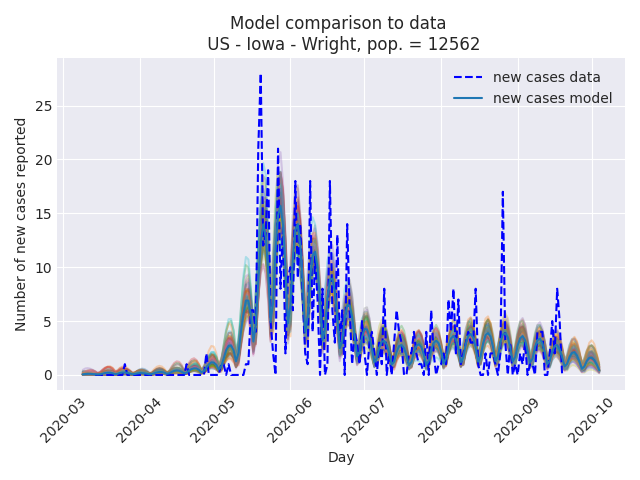 Model comparison to data
US - Iowa - Wright, pop. = 12562
new cases data
new cases model
Number of new cases reported
25
20
15
10
5
0
2020-03
2020-04
2020-05
2020-06
2020-07
2020-08
2020-09
2020-10
Day